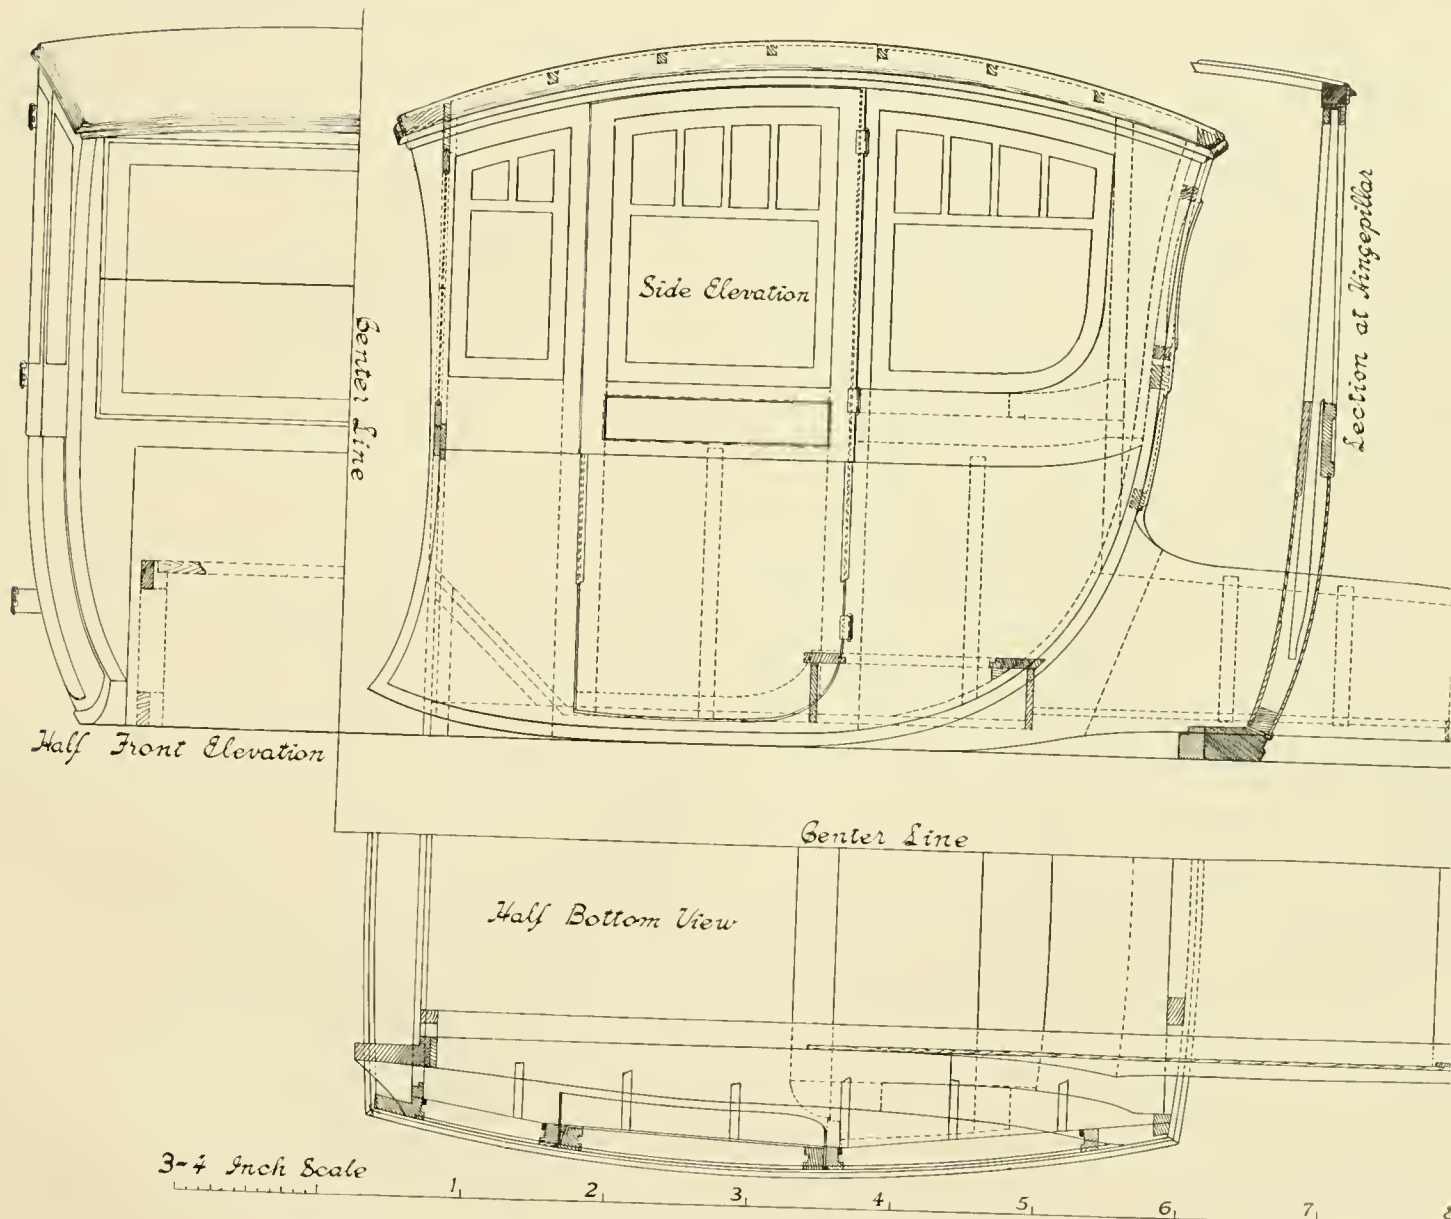 Side Elevation
Center Line
Section at Hingepillar
Half Front Elevation
Center Line
Half Bottom View
3-4 Inch Scale
1 2 3 4 5 6 7 8